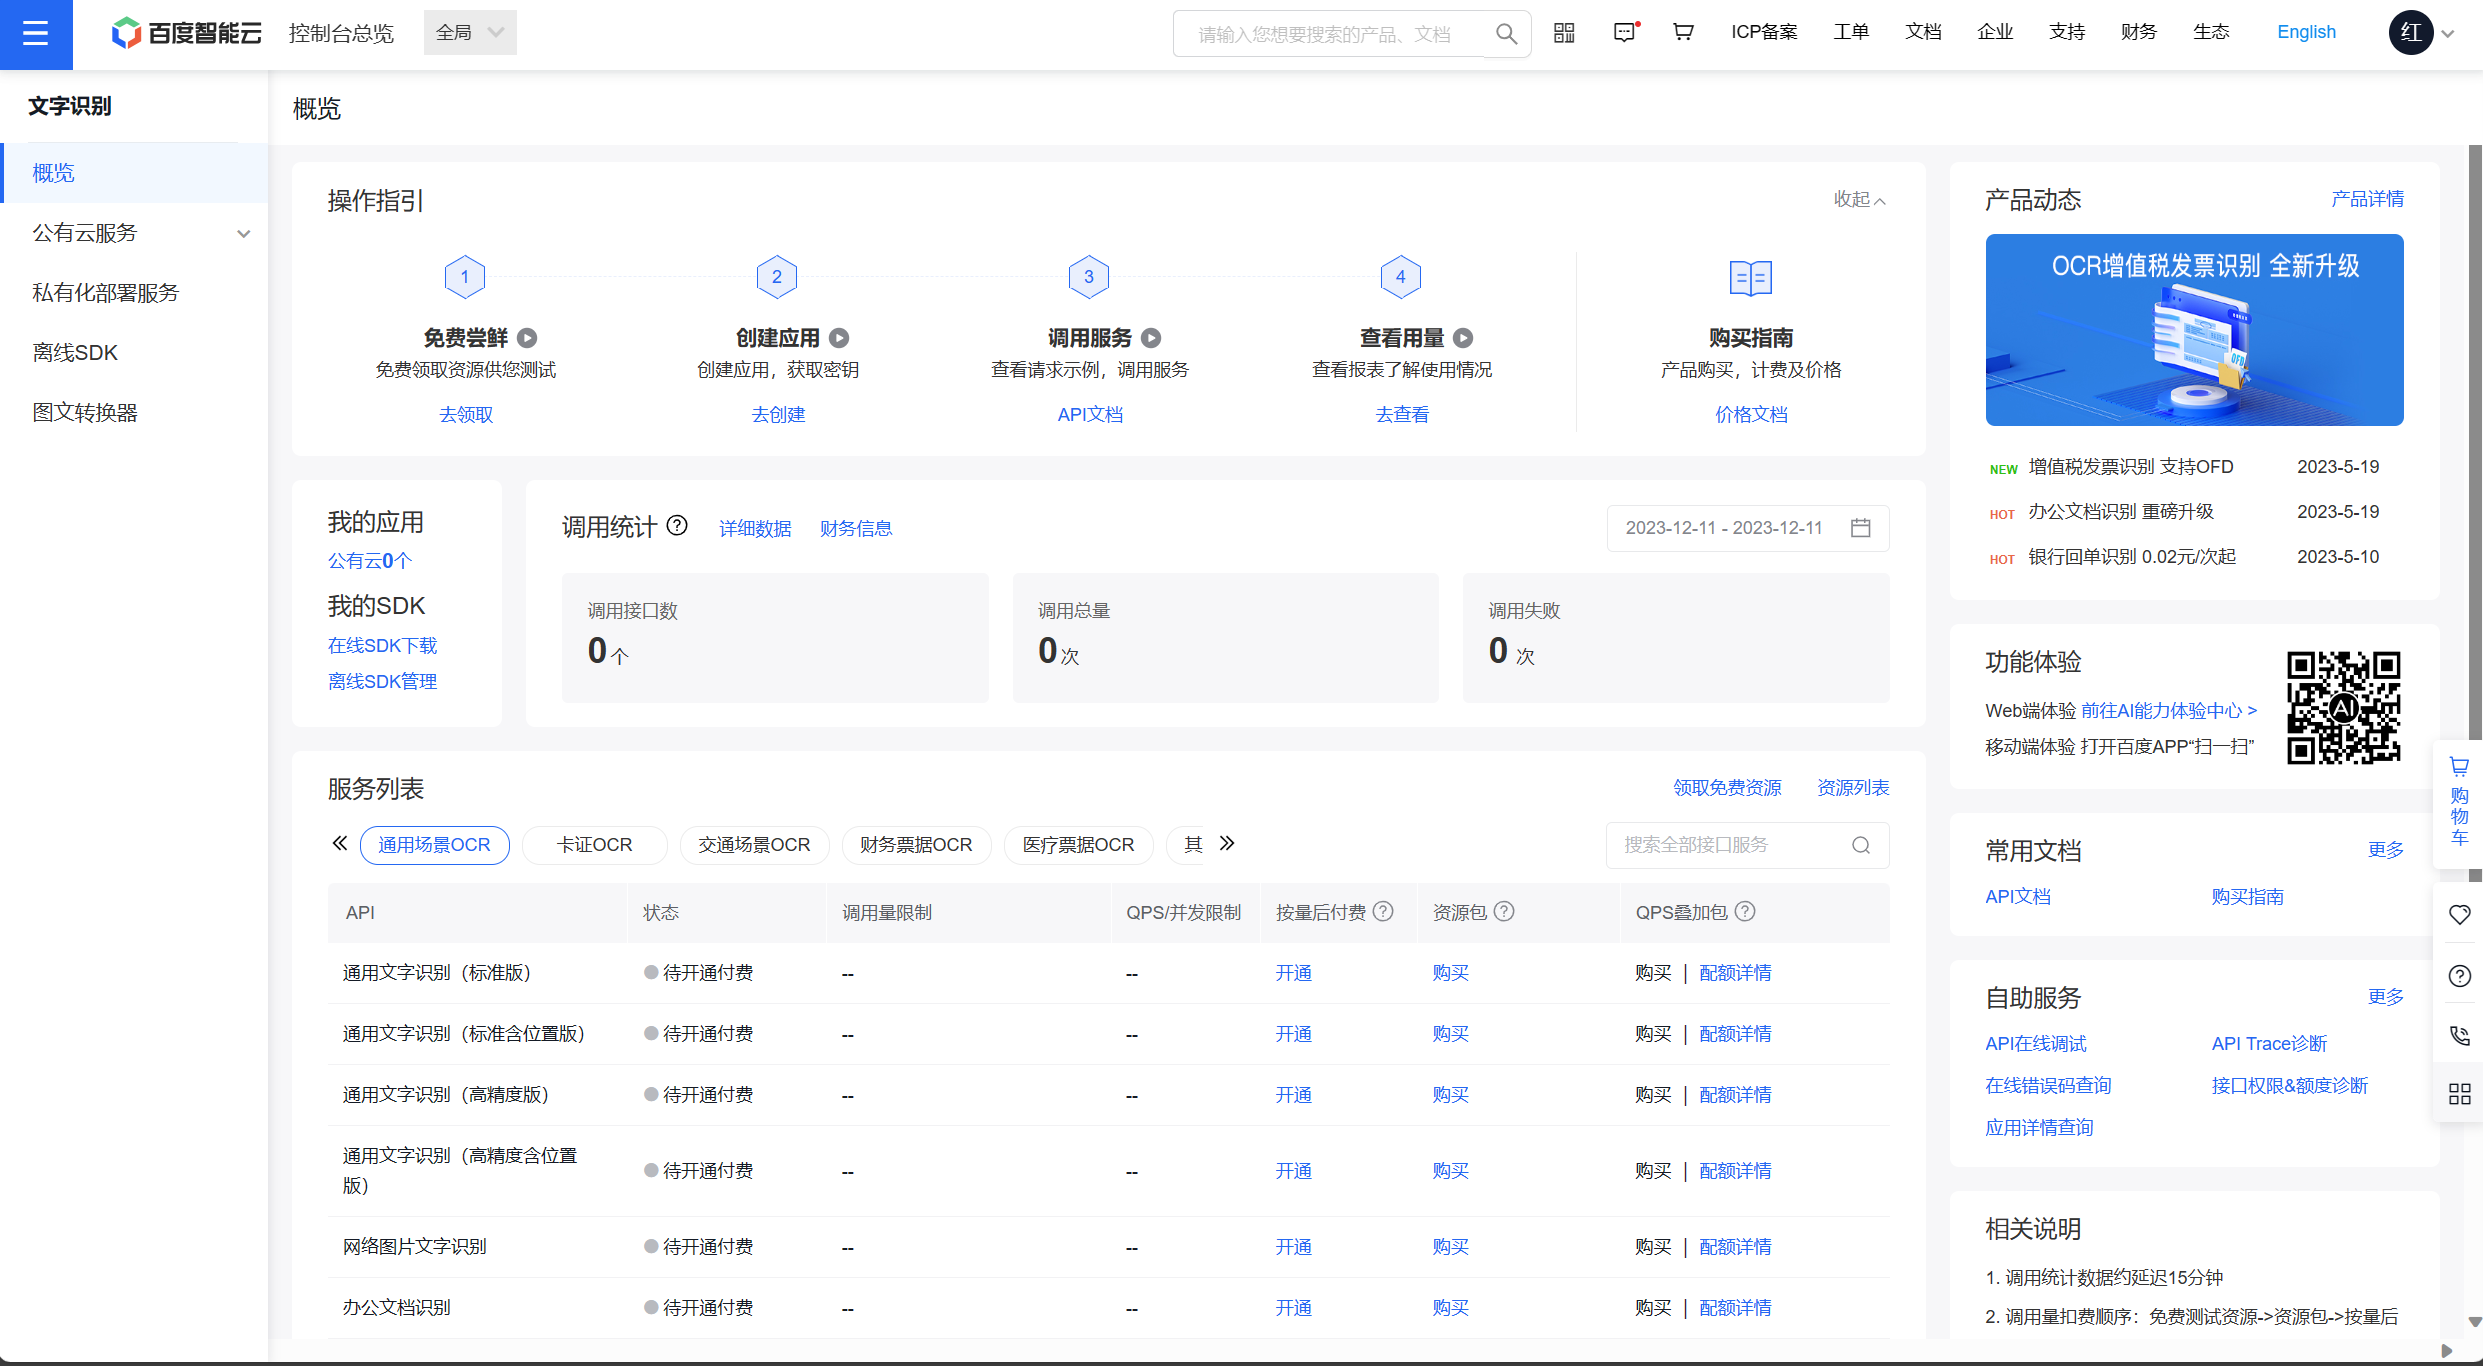 百度智能云
控制台总览
全局
请输入您想要搜索的产品、文档
ICP备案
工单
文档
企业
支持
财务
生态
English
红
文字识别
概览
公有云服务
私有化部署服务
离线SDK
图文转换器
概览
操作指引
收起
1
2
3
4
免费尝鲜
创建应用
调用服务
查看用量
购买指南
免费领取资源供您测试
创建应用，获取密钥
查看请求示例，调用服务
查看报表了解使用情况
产品购买，计费及价格
去领取
去创建
API文档
去查看
价格文档
我的应用
公有云0个
我的SDK
在线SDK下载
离线SDK管理
调用统计
详细数据
财务信息
2023-12-11 - 2023-12-11
调用接口数
0个
调用总量
0次
调用失败
0 次
服务列表
领取免费资源
资源列表
通用场景OCR
卡证OCR
交通场景OCR
财务票据OCR
医疗票据OCR
其
搜索全部接口服务
API 状态 调用量限制 QPS/并发限制 按量后付费 资源包 QPS叠加包
通用文字识别（标准版） 待开通付费 -- -- 开通 购买 购买 | 配额详情
通用文字识别（标准含位置版） 待开通付费 -- -- 开通 购买 购买 | 配额详情
通用文字识别（高精度版） 待开通付费 -- -- 开通 购买 购买 | 配额详情
通用文字识别（高精度含位置
版） 待开通付费 -- -- 开通 购买 购买 | 配额详情
网络图片文字识别 待开通付费 -- -- 开通 购买 购买 | 配额详情
办公文档识别 待开通付费 -- -- 开通 购买 购买 | 配额详情
产品动态
产品详情
OCR增值税发票识别 全新升级
OFD
NEW 增值税发票识别 支持OFD 2023-5-19
HOT 办公文档识别 重磅升级 2023-5-19
HOT 银行回单识别 0.02元/次起 2023-5-10
功能体验
Web端体验 前往AI能力体验中心 >
移动端体验 打开百度APP“扫一扫”
AI
常用文档
更多
API文档
购买指南
自助服务
更多
API在线调试
API Trace诊断
在线错误码查询
接口权限&额度诊断
应用详情查询
相关说明
1. 调用统计数据约延迟15分钟
2. 调用量扣费顺序：免费测试资源->资源包->按量后
购
物
车